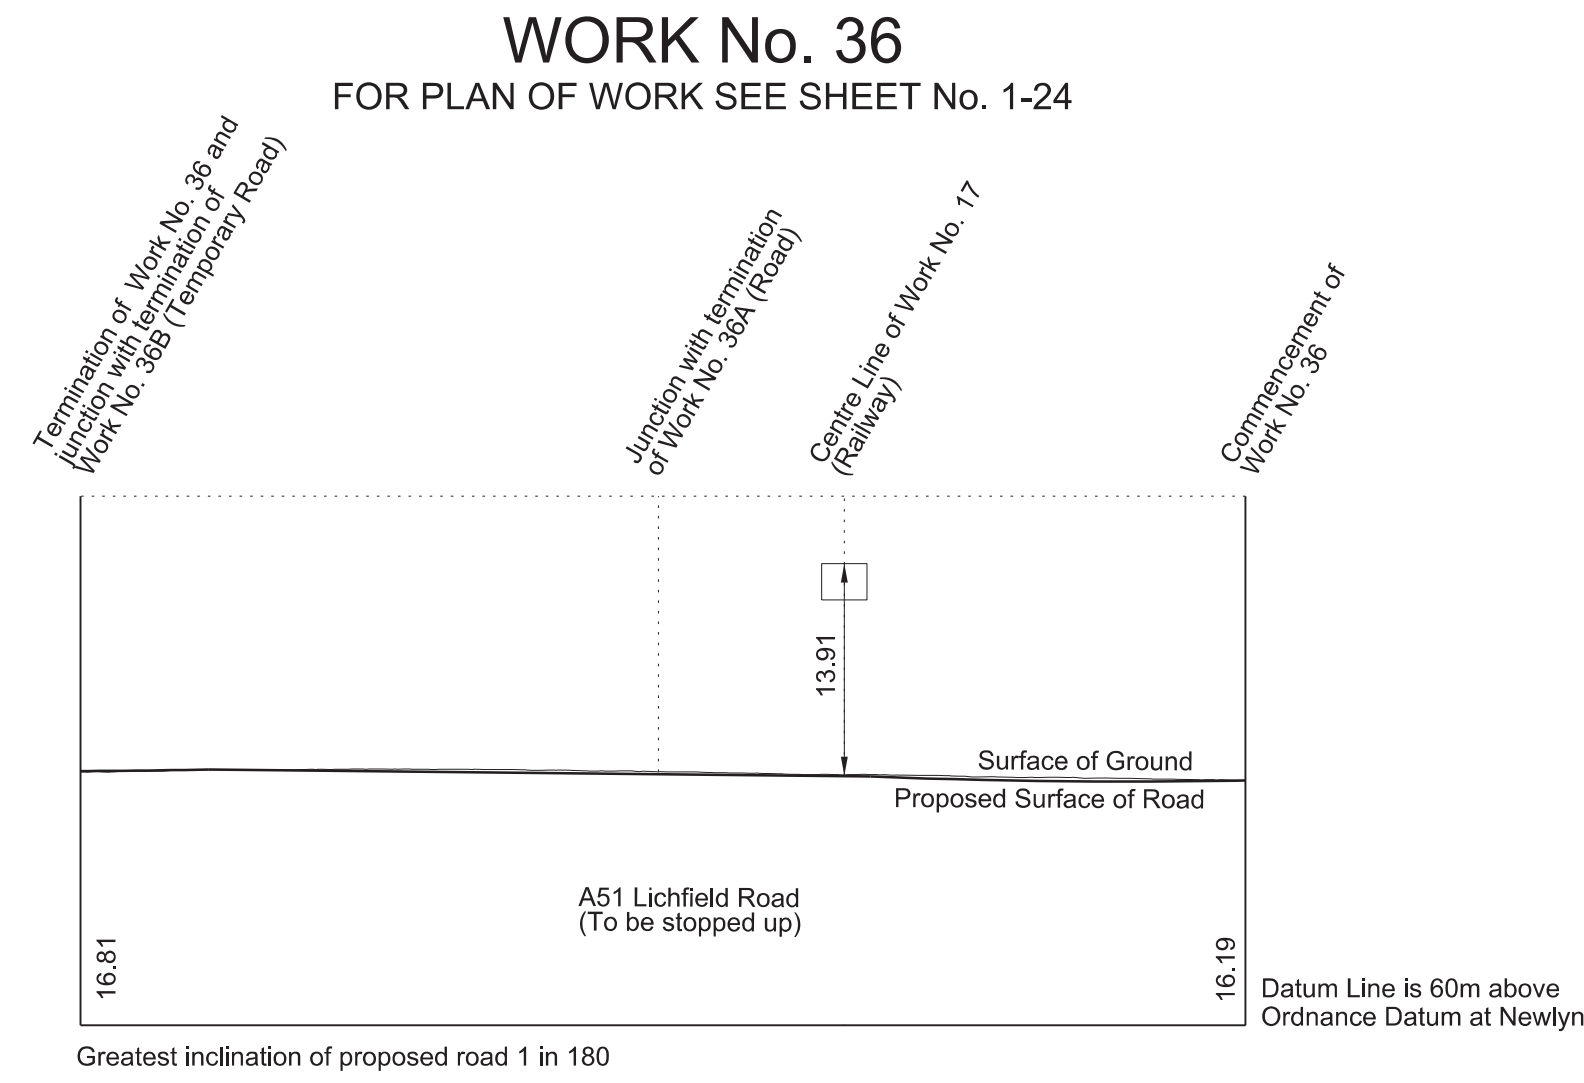 WORK No. 36
FOR PLAN OF WORK SEE SHEET No. 1-24
Termination of Work No. 36 and
junction with termination of
Work No. 36B (Temporary Road)
Junction with termination
of Work No. 36A (Road)
Centre Line of Work No. 17
(Railway)
Commencement of
Work No. 36
13.91
Surface of Ground
Proposed Surface of Road
A51 Lichfield Road
(To be stopped up)
16.81
16.19
Datum Line is 60m above
Ordnance Datum at Newlyn
Greatest inclination of proposed road 1 in 180